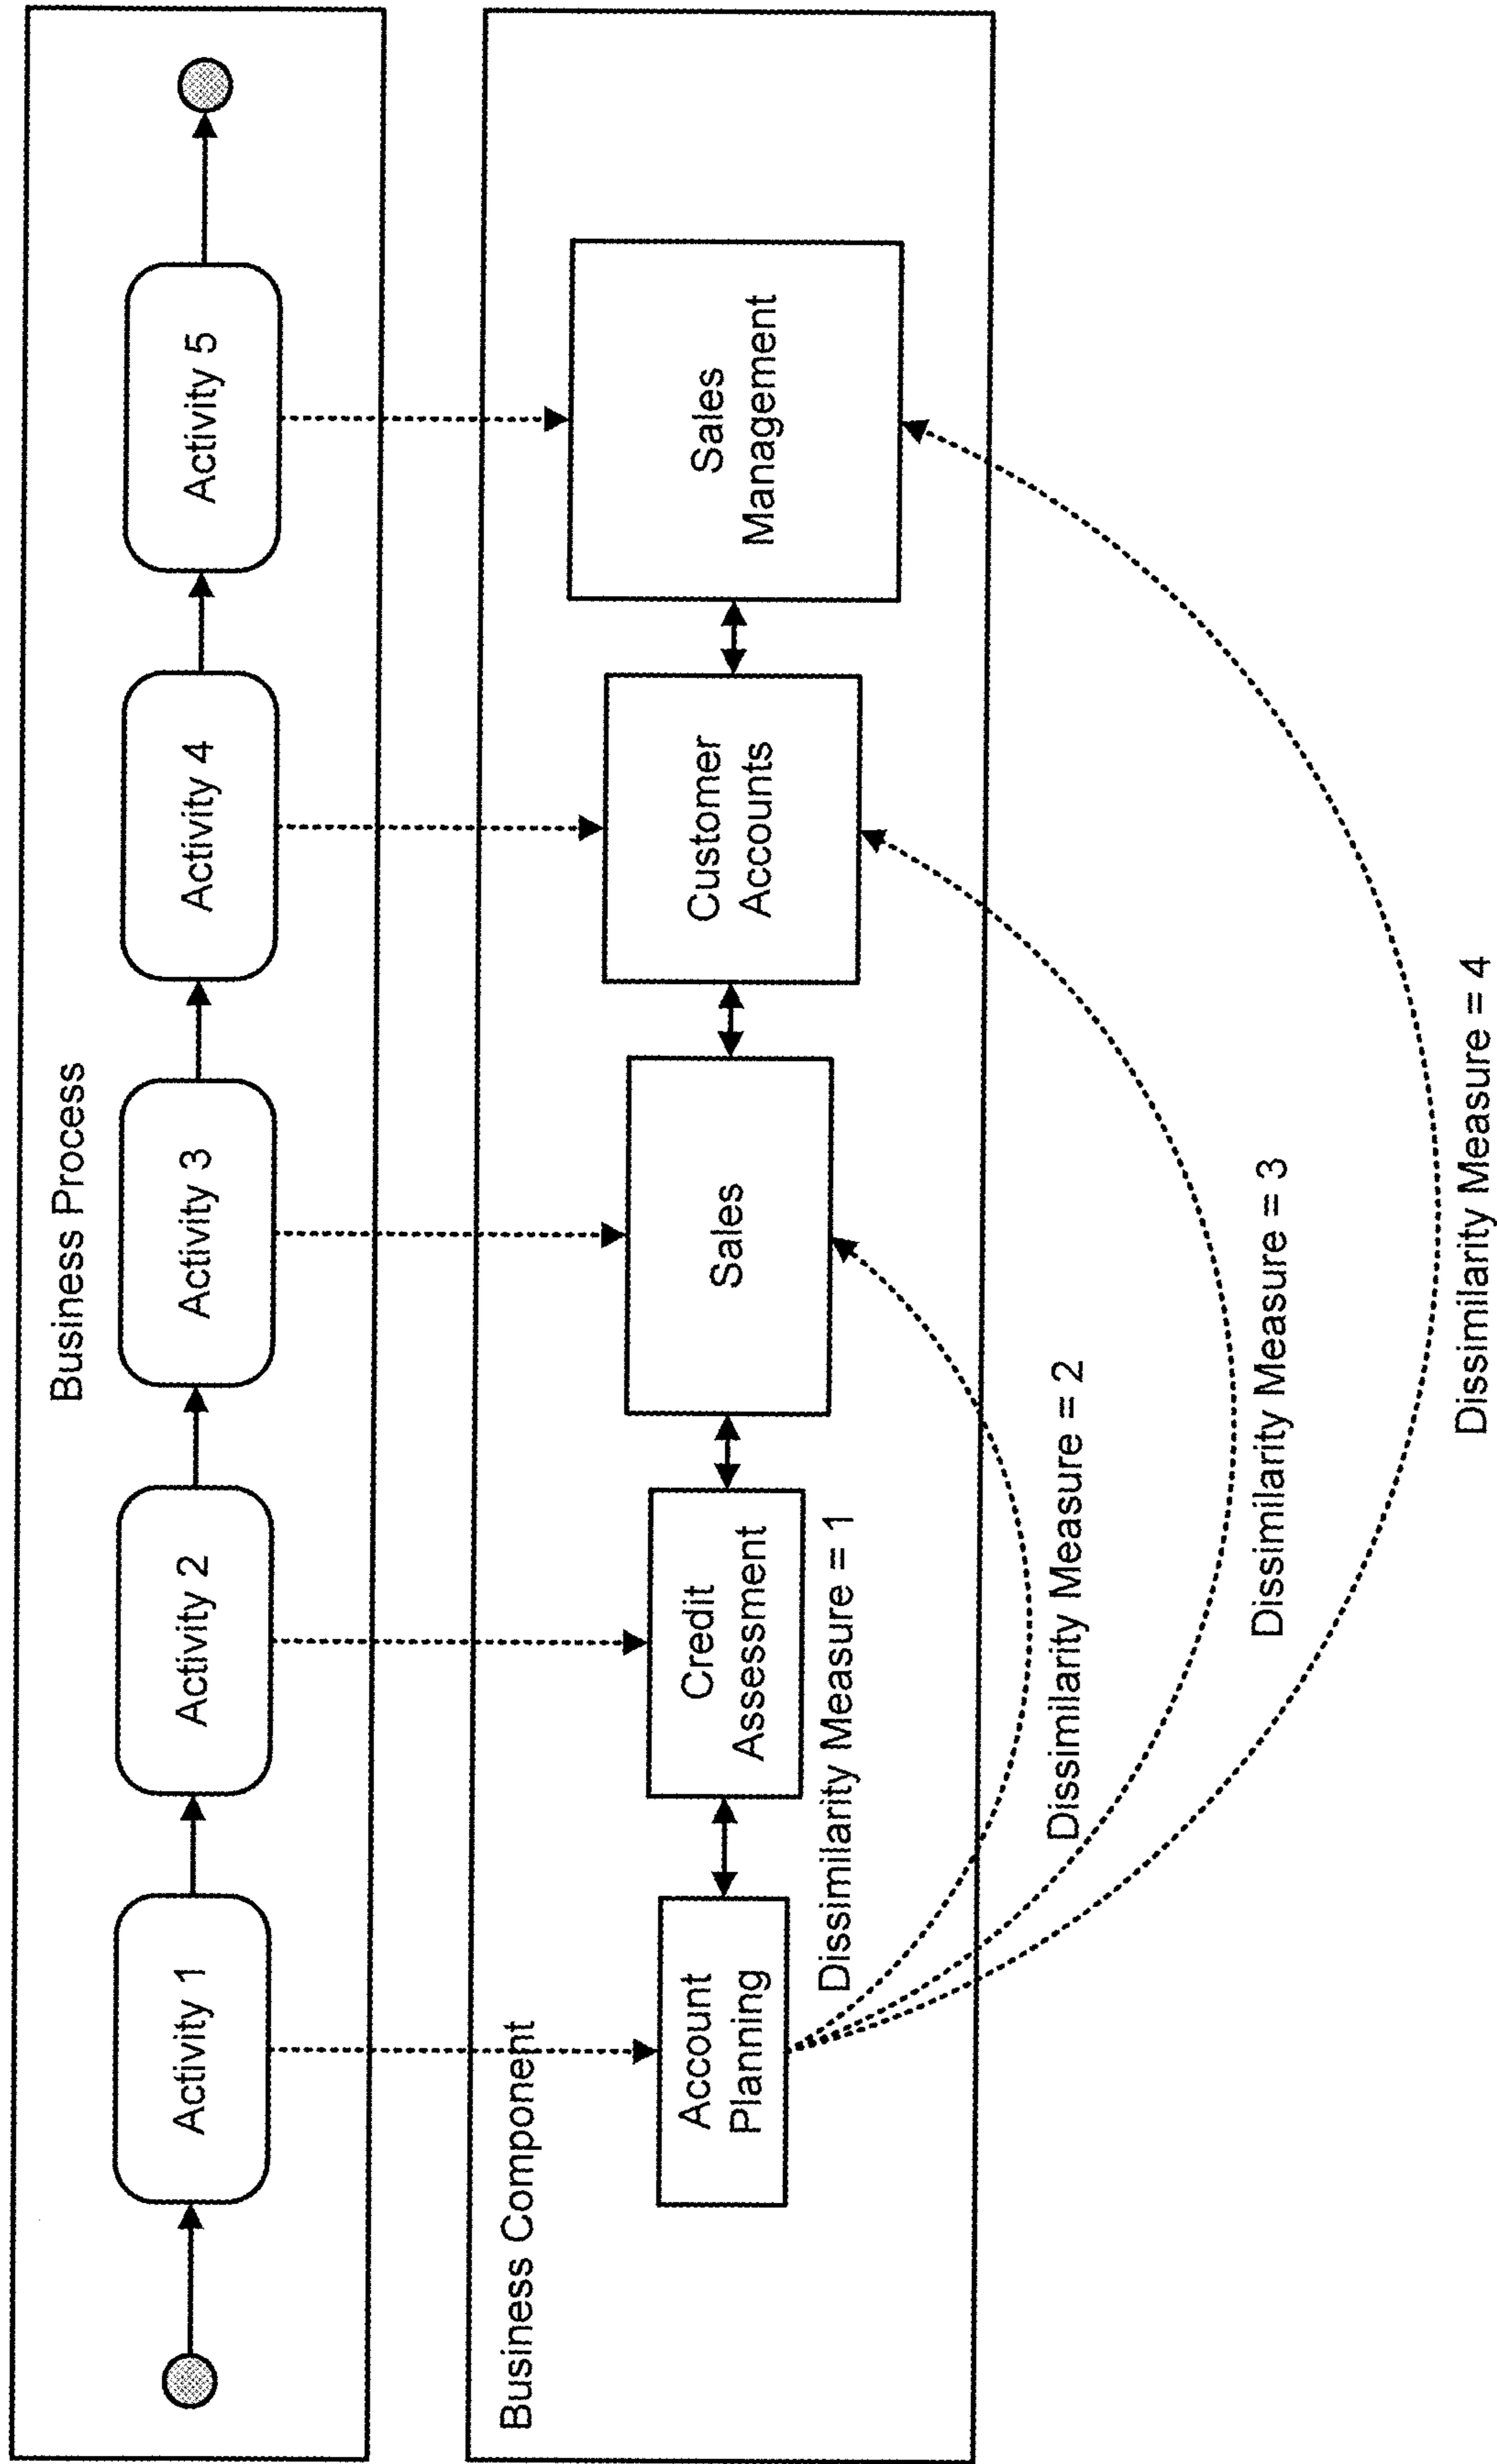 Business Process
Activity 1
Activity 2
Activity 3
Activity 4
Activity 5
Business Component
Account
Planning
Credit
Assessment
Sales
Customer
Accounts
Sales
Management
Dissimilarity Measure = 1
Dissimilarity Measure = 2
Dissimilarity Measure = 3
Dissimilarity Measure = 4